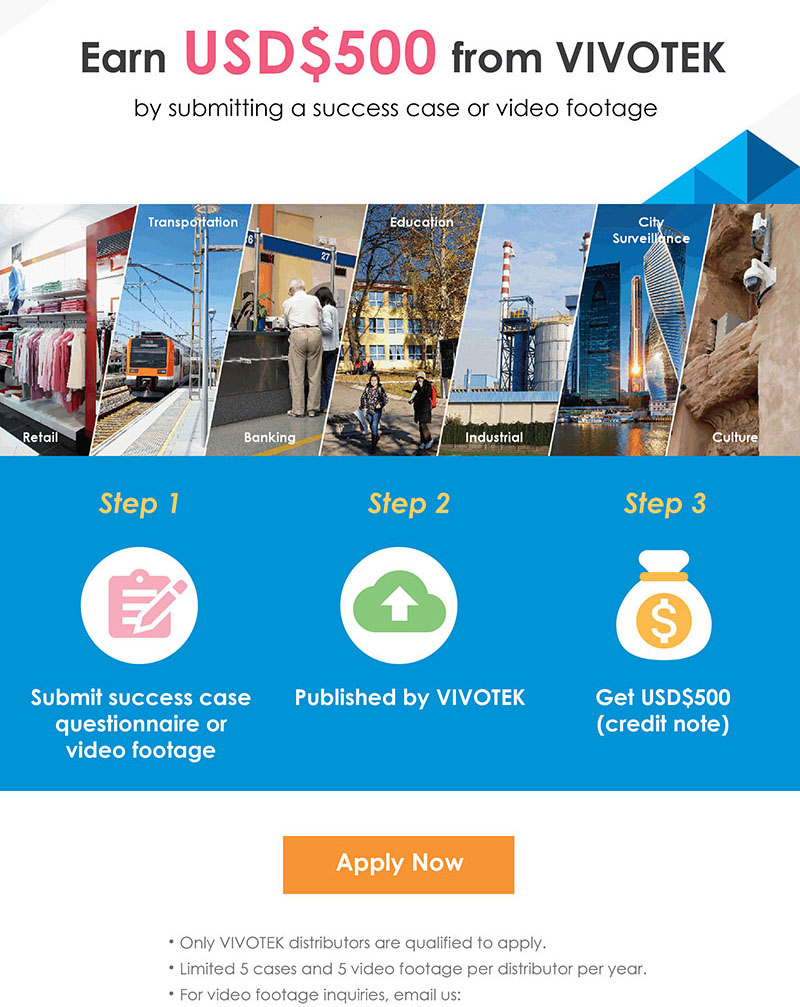 Earn USD$500 from VIVOTEK
by submitting a success case or video footage
Transportation
Education
City
Surveillance
6
27
Retail
Banking
Industrial
Culture
Step 1
Step 2
Step 3
$
Submit success case
questionnaire or
video footage
Published by VIVOTEK
Get USD$500
(credit note)
Apply Now
• Only VIVOTEK distributors are qualified to apply.
• Limited 5 cases and 5 video footage per distributor per year.
• For video footage inquiries, email us: